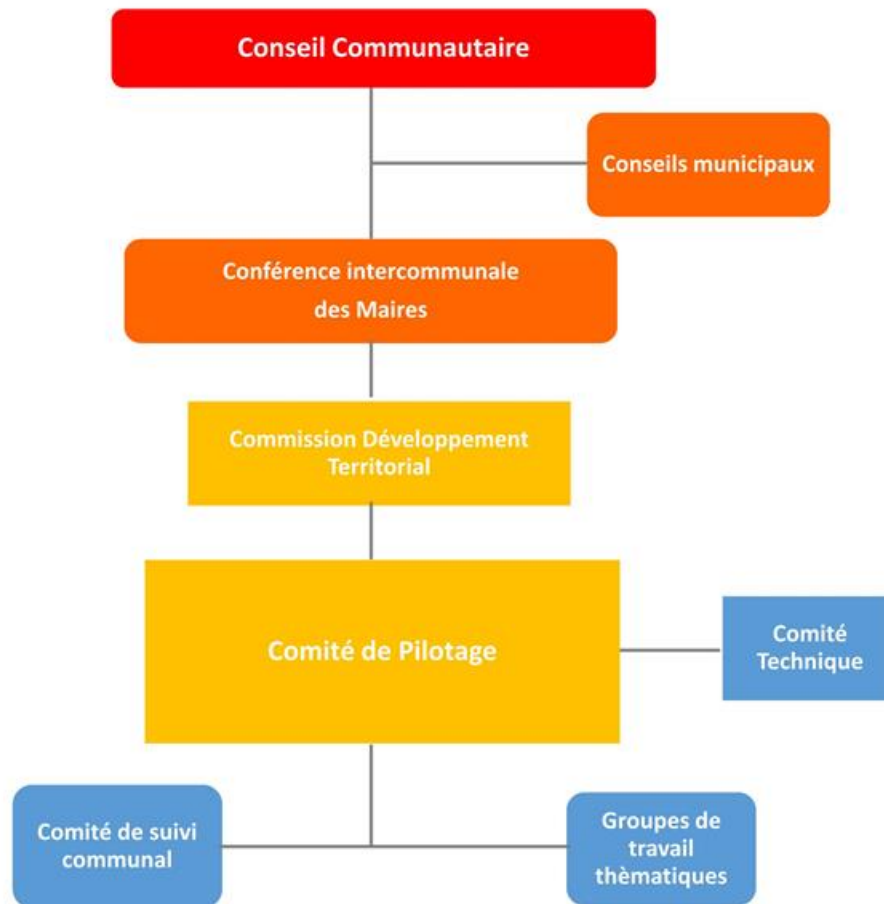 Conseil Communautaire
Conseils municipaux
Conférence intercommunale
des Maires
Commission Développement
Territorial
Comité de Pilotage
Comité
Technique
Comité de suivi
communal
Groupes de
travail
thèmatiques